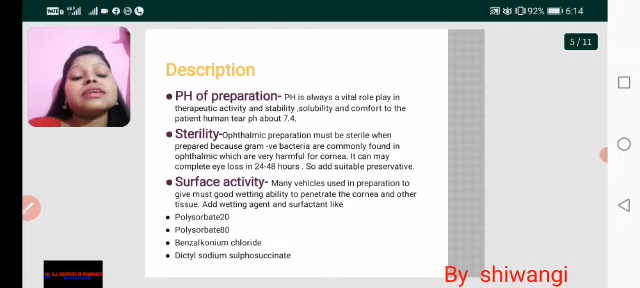 92% 6:14
5 / 11
Description
● PH of preparation- PH is always a vital role play in
therapeutic activity and stability ,solubility and comfort to the
patient human tear ph about 7.4.
● Sterility-Ophthalmic preparation must be sterile when
prepared because gram -ve bacteria are commonly found in
ophthalmic which are very harmful for cornea. It can may
complete eye loss in 24-48 hours . So add suitable preservative.
● Surface activity- Many vehicles used in preparation to
give must good wetting ability to penetrate the cornea and other
tissue. Add wetting agent and surfactant like
● Polysorbate20
● Polysorbate80
● Benzalkonium chloride
● Dictyl sodium sulphosuccinate
By shiwangi